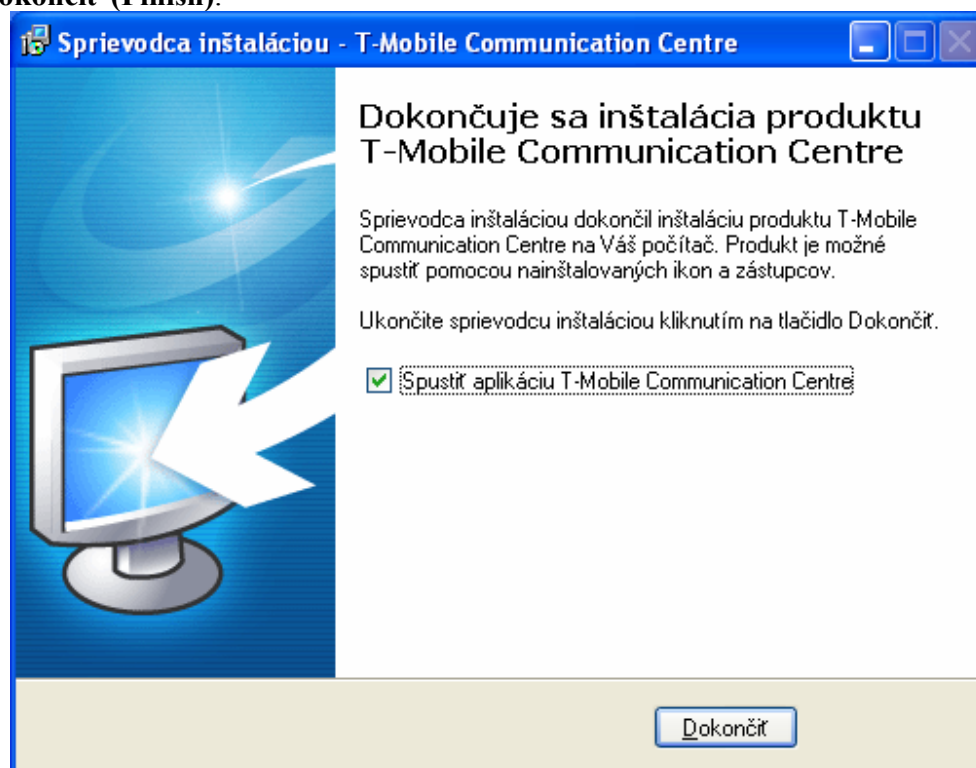 (Finish).
Sprievodca inštaláciou - T-Mobile Communication Centre
Dokončuje sa inštalácia produktu
T-Mobile Communication Centre
Sprievodca inštaláciou dokončil inštaláciu produktu T-Mobile
Communication Centre na Váš počítač. Produkt je možné
spustiť pomocou nainštalovaných ikon a zástupcov.
Ukončite sprievodcu inštaláciou kliknutím na tlačidlo Dokončiť.
Spustiť aplikáciu T-Mobile Communication Centre
Dokončiť